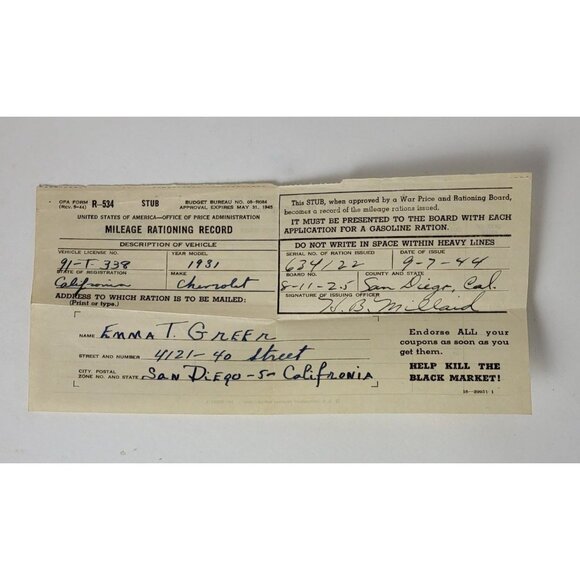 OPA FORM R-534 STUB BUDGET BUREAU NO. 08-R084
(Rev. 9-44) APPROVAL EXPIRES MAY 31, 1945
UNITED STATES OF AMERICA—OFFICE OF PRICE ADMINISTRATION
MILEAGE RATIONING RECORD
DESCRIPTION OF VEHICLE
VEHICLE LICENSE NO. YEAR MODEL
91-F 338 1931
STATE OF REGISTRATION MAKE
California Chevrolet
ADDRESS TO WHICH RATION IS TO BE MAILED:
(Print or type.)
This STUB, when approved by a War Price and Rationing Board,
becomes a record of the mileage rations issued.
IT MUST BE PRESENTED TO THE BOARD WITH EACH
APPLICATION FOR A GASOLINE RATION.
DO NOT WRITE IN SPACE WITHIN HEAVY LINES
SERIAL NO. OF RATION ISSUED DATE OF ISSUE
634122 9-7-44
BOARD NO. COUNTY AND STATE
8-11-25 San Diego, Cal.
SIGNATURE OF ISSUING OFFICER
H. B. Millaid
NAME EMMA T. GREER
STREET AND NUMBER 4121-40 Street
CITY, POSTAL
ZONE NO. AND STATE SAN DIEGO -5- CALIFRONIA
Endorse ALL your
coupons as soon as you
get them.
HELP KILL THE
BLACK MARKET!